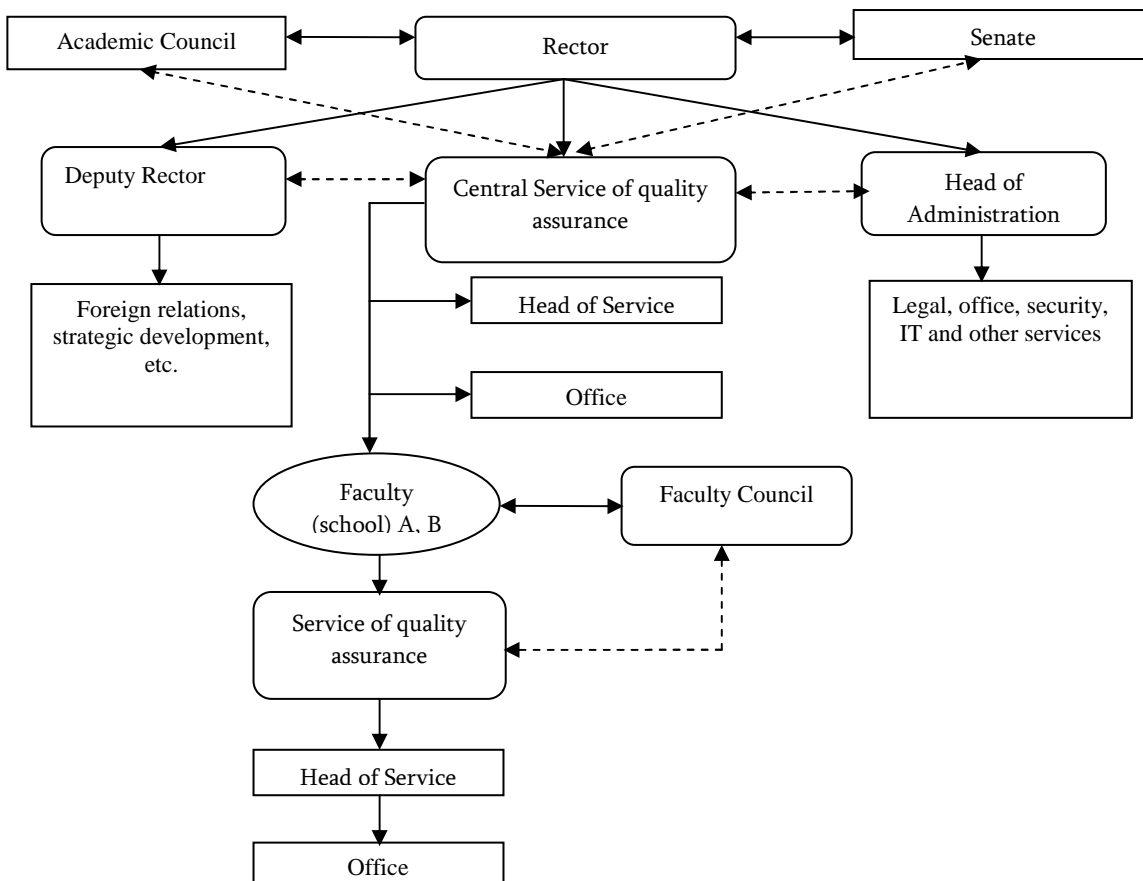 Academic Council
Rector
Senate
Deputy Rector
Central Service of quality
assurance
Head of
Administration
Foreign relations,
strategic development,
etc.
Head of Service
Legal, office, security,
IT and other services
Office
Faculty
(school) A, B
Faculty Council
Service of quality
assurance
Head of Service
Office